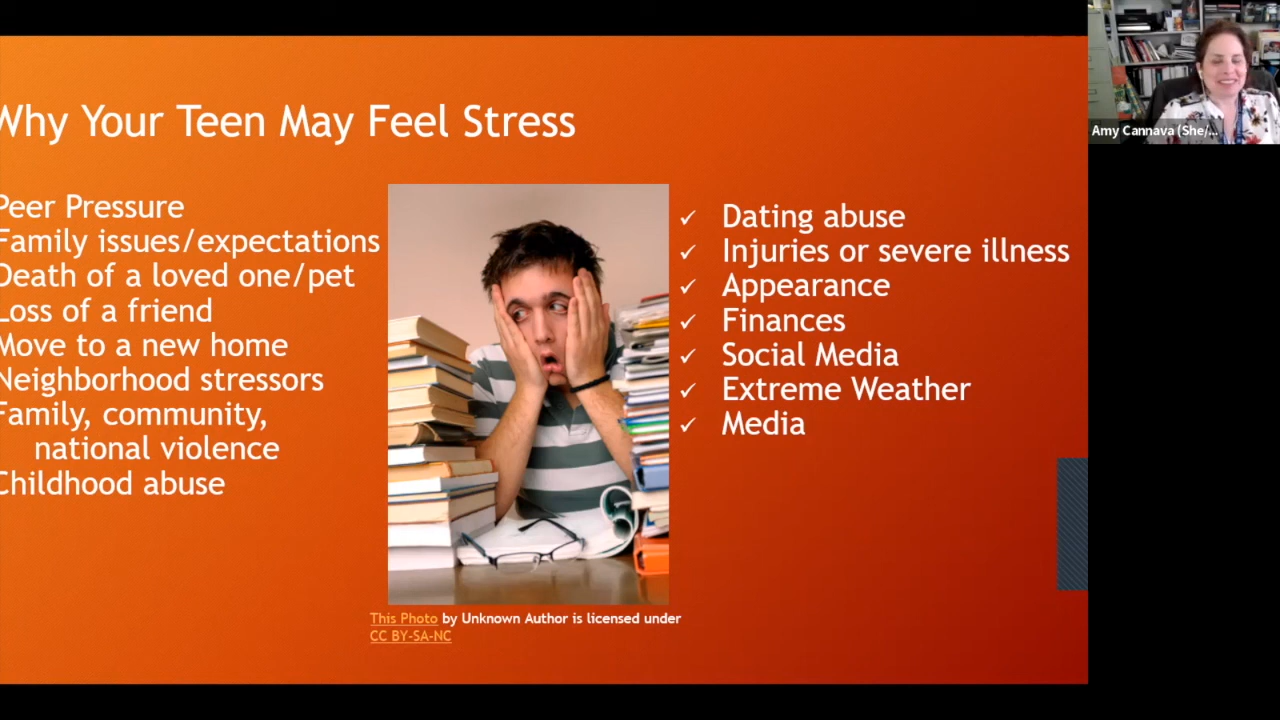 Why Your Teen May Feel Stress
Peer Pressure
Family issues/expectations
Death of a loved one/pet
Loss of a friend
Move to a new home
Neighborhood stressors
Family, community,
national violence
Childhood abuse
✓ Dating abuse
✓ Injuries or severe illness
✓ Appearance
✓ Finances
✓ Social Media
✓ Extreme Weather
✓ Media
This Photo by Unknown Author is licensed under
CC BY-SA-NC
Amy Cannava (She/...